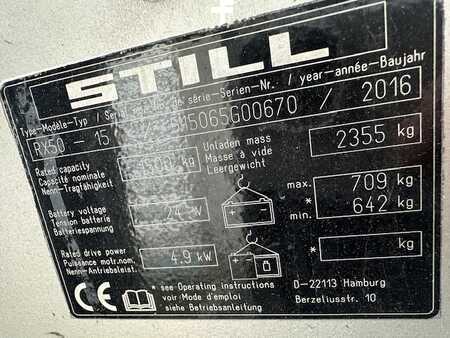 STILL
Type-Modèle-Typ / Serial no.-No de série-Serien-Nr. / year-année-Baujahr
RX50 - 15 5065G00670 / 2016
Rated capacity
Capacité nominale
Nenn-Tragfähigkeit
Unladen mass
Masse à vide
Leergewicht
2355 kg
Battery voltage
Tension batterie
Batteriespannung
24 V
max. 709 kg
* min. 642 kg
Rated drive power
Puissance motr.nom.
Nenn-Antriebsleist.
4.9 kW
* kg
CE
* see Operating instructions
voir Mode d'emploi
siehe Betriebsanleitung
D-22113 Hamburg
Berzeliusstr. 10